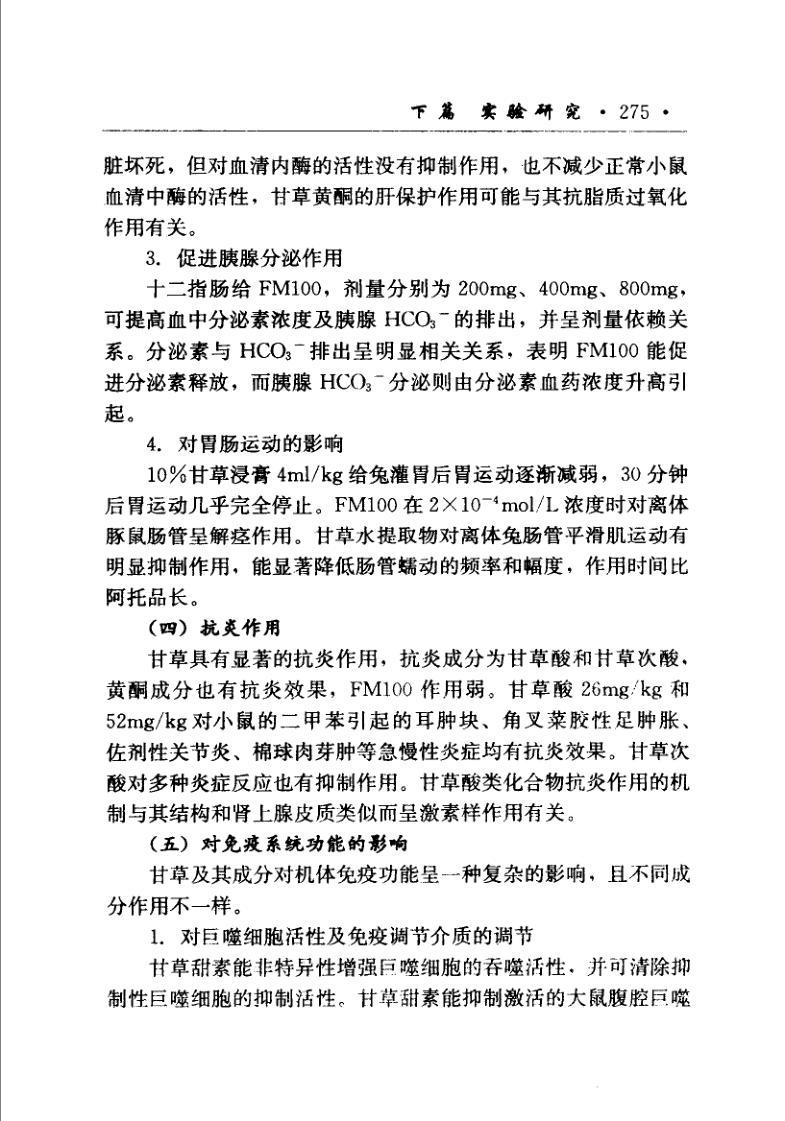 下篇 实验研究 · 275 ·
脏坏死，但对血清内酶的活性没有抑制作用，也不减少正常小鼠
血清中酶的活性，甘草黄酮的肝保护作用可能与其抗脂质过氧化
作用有关。
3. 促进胰腺分泌作用
十二指肠给 FM100，剂量分别为 200mg、400mg、800mg，
可提高血中分泌素浓度及胰腺 HCO₃⁻的排出，并呈剂量依赖关
系。分泌素与 HCO₃⁻排出呈明显相关关系，表明 FM100 能促
进分泌素释放，而胰腺 HCO₃⁻分泌则由分泌素血药浓度升高引
起。
4. 对胃肠运动的影响
10%甘草浸膏 4ml/kg 给兔灌胃后胃运动逐渐减弱，30 分钟
后胃运动几乎完全停止。FM100 在 2×10⁻⁴mol/L 浓度时对离体
豚鼠肠管呈解痉作用。甘草水提取物对离体兔肠管平滑肌运动有
明显抑制作用，能显著降低肠管蠕动的频率和幅度，作用时间比
阿托品长。
（四）抗炎作用
甘草具有显著的抗炎作用，抗炎成分为甘草酸和甘草次酸，
黄酮成分也有抗炎效果，FM100 作用弱。甘草酸 26mg/kg 和
52mg/kg 对小鼠的二甲苯引起的耳肿块、角叉菜胶性足肿胀、
佐剂性关节炎、棉球肉芽肿等急慢性炎症均有抗炎效果。甘草次
酸对多种炎症反应也有抑制作用。甘草酸类化合物抗炎作用的机
制与其结构和肾上腺皮质类似而呈激素样作用有关。
（五）对免疫系统功能的影响
甘草及其成分对机体免疫功能呈一种复杂的影响，且不同成
分作用不一样。
1. 对巨噬细胞活性及免疫调节介质的调节
甘草甜素能非特异性增强巨噬细胞的吞噬活性，并可清除抑
制性巨噬细胞的抑制活性。甘草甜素能抑制激活的大鼠腹腔巨噬